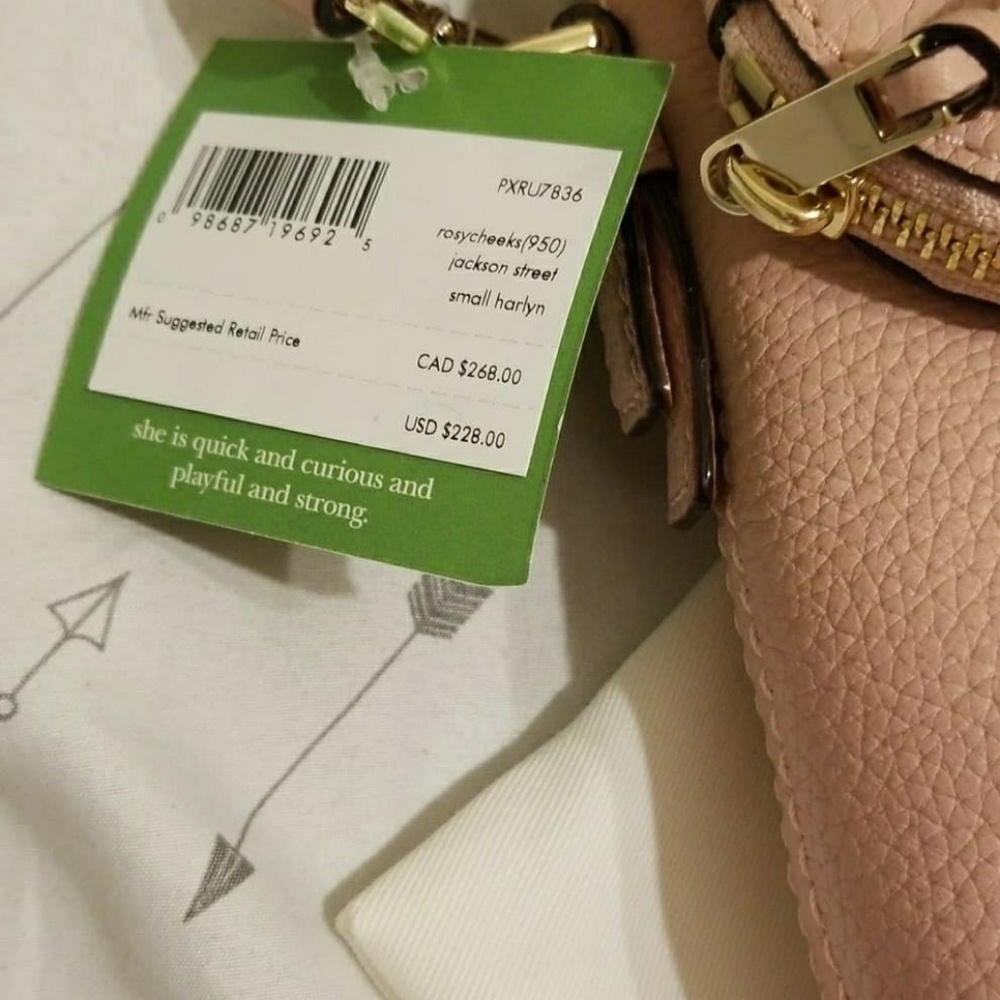 PXRU7836
0 98687 19692 5
rosycheeks(950)
jackson street
small harlyn
Mfr Suggested Retail Price
CAD $268.00
USD $228.00
she is quick and curious and
playful and strong.